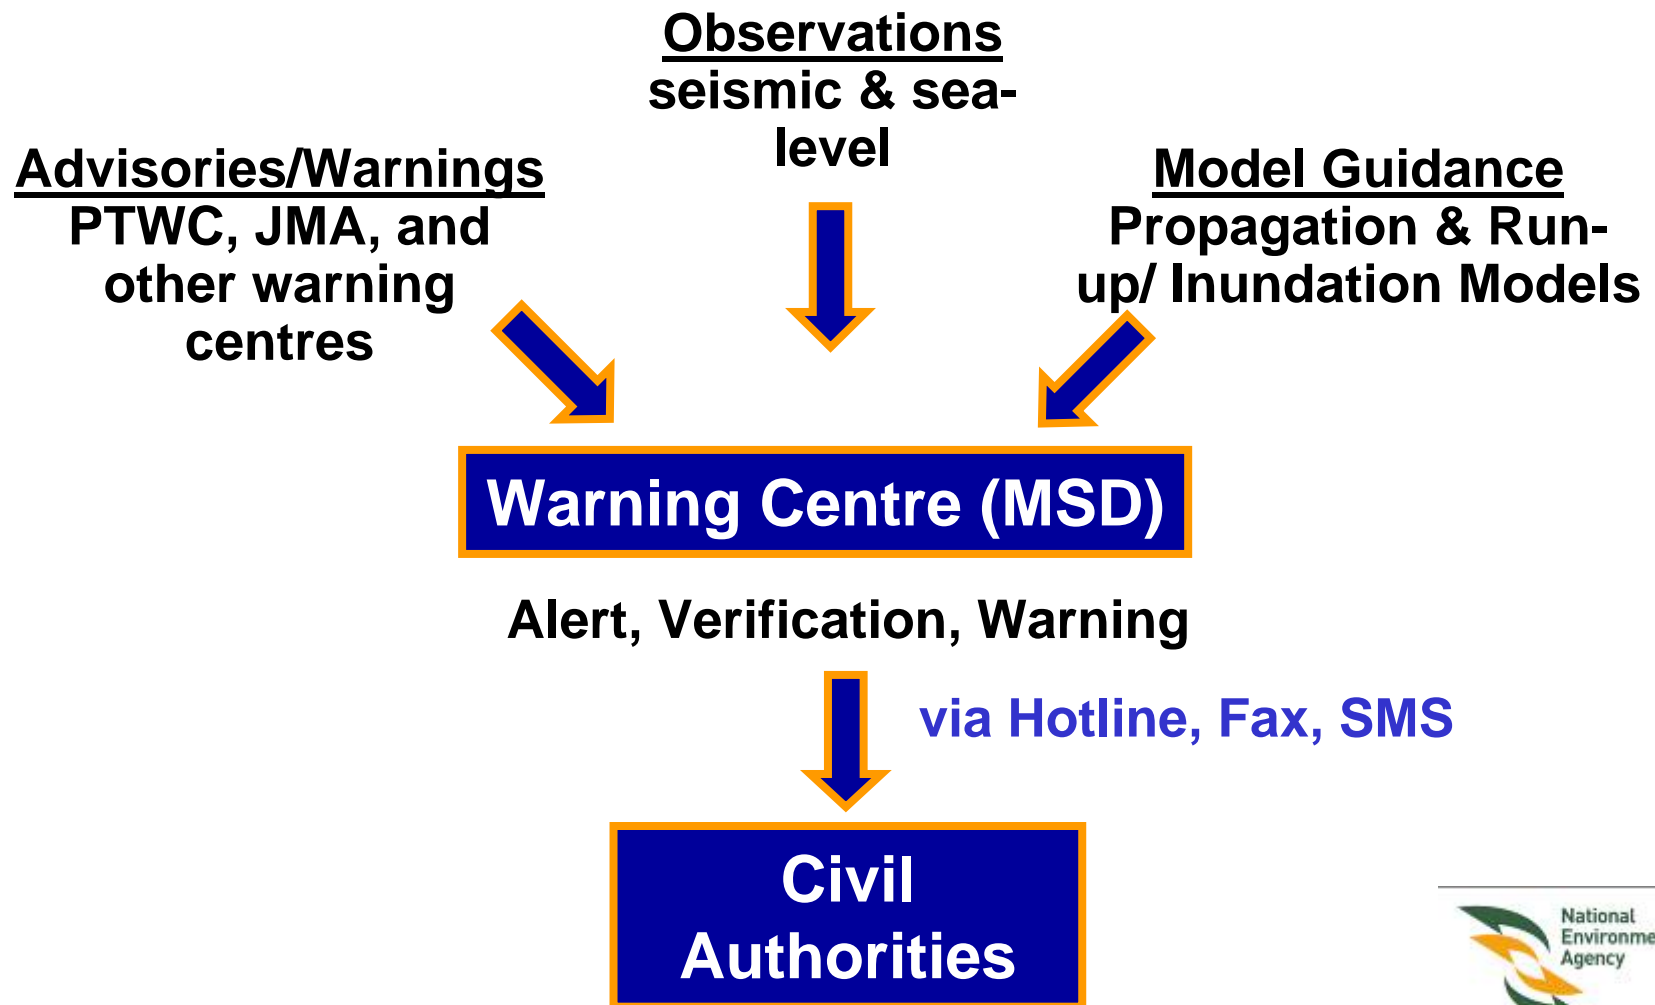 Observations
seismic & sea-
level
Advisories/Warnings
PTWC, JMA, and
other warning
centres
Model Guidance
Propagation & Run-
up/ Inundation Models
Warning Centre (MSD)
Alert, Verification, Warning
via Hotline, Fax, SMS
Civil
Authorities
National
Environme
Agency